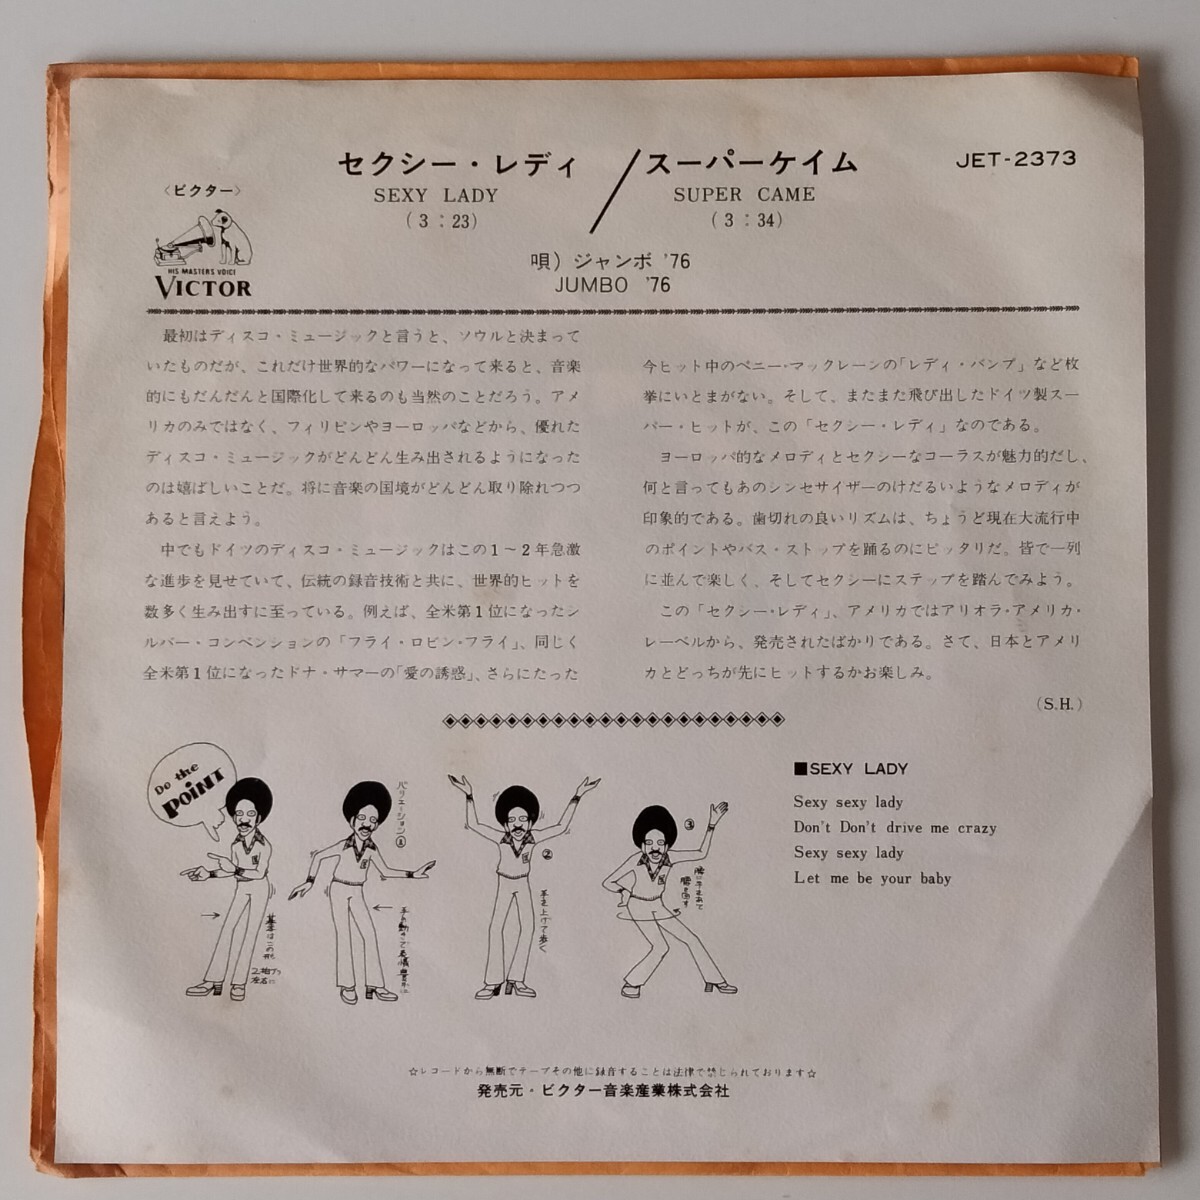 セクシー・レディ／スーパーケイム
SEXY LADY
SUPER CAME
(3:23)
(3:34)
JET-2373
〈ビクター〉
HIS MASTERS VOICE
VICTOR
唄）ジャンボ '76
JUMBO '76
最初はディスコ・ミュージックと言うと、ソウルと決まって
いたものだが、これだけ世界的なパワーになって来ると、音楽
的にもだんだんと国際化して来るのも当然のことだろう。アメ
リカのみではなく、フィリピンやヨーロッパなどから、優れた
ディスコ・ミュージックがどんどん生み出されるようになった
のは嬉ばしいことだ。将に音楽の国境がどんどん取り除れつつ
あると言えよう。
中でもドイツのディスコ・ミュージックはこの1～2年急激
な進歩を見せていて、伝統の録音技術と共に、世界的ヒットを
数多く生み出すに至っている。例えば、全米第1位になったシ
ルバー・コンベンションの「フライ・ロビン・フライ」、同じく
全米第1位になったドナ・サマーの「愛の誘惑」、さらにたった
今ヒット中のペニー・マックレーンの「レディ・バンプ」など枚
挙にいとまがない。そして、またまた飛び出したドイツ製スー
パー・ヒットが、この「セクシー・レディ」なのである。
ヨーロッパ的なメロディとセクシーなコーラスが魅力的だし、
何と言ってもあのシンセサイザーのけだるいようなメロディが
印象的である。歯切れの良いリズムは、ちょうど現在大流行中
のポイントやバス・ストップを踊るのにピッタリだ。皆で一列
に並んで楽しく、そしてセクシーにステップを踏んでみよう。
この「セクシー・レディ」、アメリカではアリオラ・アメリカ・
レーベルから、発売されたばかりである。さて、日本とアメリ
カとどっちが先にヒットするかお楽しみ。
(S.H.)
Do the
POINT
基本はこの形
2拍づつ
左右に
バリエーション①
②
手を上げて歩く
③
腰に手をあて
腰を回す
■SEXY LADY
Sexy sexy lady
Don't Don't drive me crazy
Sexy sexy lady
Let me be your baby
☆レコードから無断でテープその他に録音することは法律で禁じられております☆
発売元・ビクター音楽産業株式会社